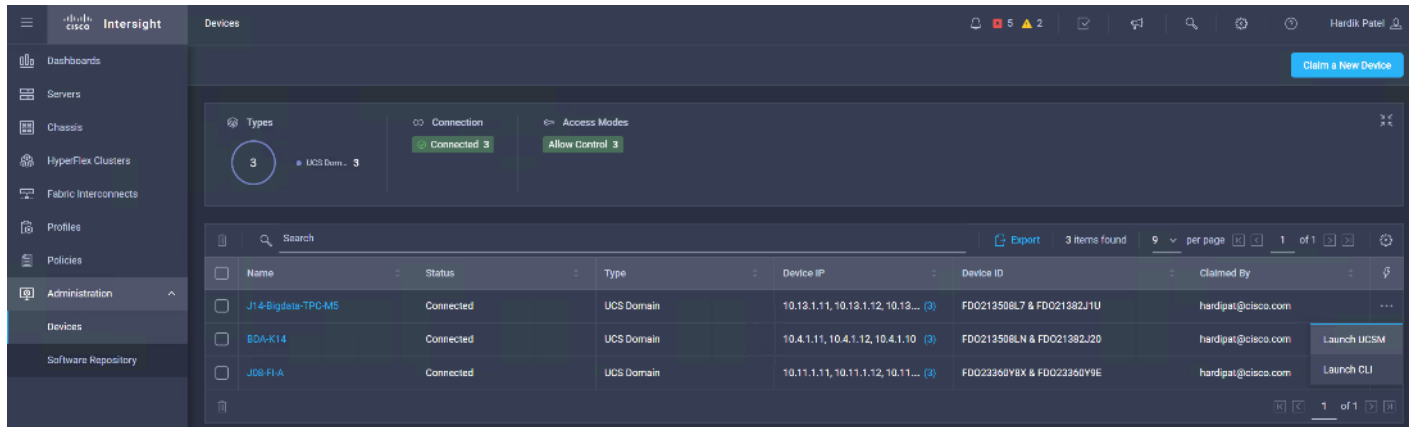 cisco Intersight
Devices
5 2
Hardik Patel
Dashboards
Servers
Chassis
HyperFlex Clusters
Fabric Interconnects
Profiles
Policies
Administration
Devices
Software Repository
Claim a New Device
Types
3
UCS Dom... 3
Connection
Connected 3
Access Modes
Allow Control 3
Search
Export 3 items found 9 per page 1 of 1
Name Status Type Device IP Device ID Claimed By
J14-Bigdata-TPC-M5 Connected UCS Domain 10.13.1.11, 10.13.1.12, 10.13... (3) FDO213508L7 & FDO21382J1U hardipat@cisco.com
BDA-K14 Connected UCS Domain 10.4.1.11, 10.4.1.12, 10.4.1.10 (3) FDO213508LN & FDO21382J20 hardipat@cisco.com
J08-FI-A Connected UCS Domain 10.11.1.11, 10.11.1.12, 10.11... (3) FDO23360Y8X & FDO23360Y9E hardipat@cisco.com
Launch UCSM
Launch CLI
1 of 1